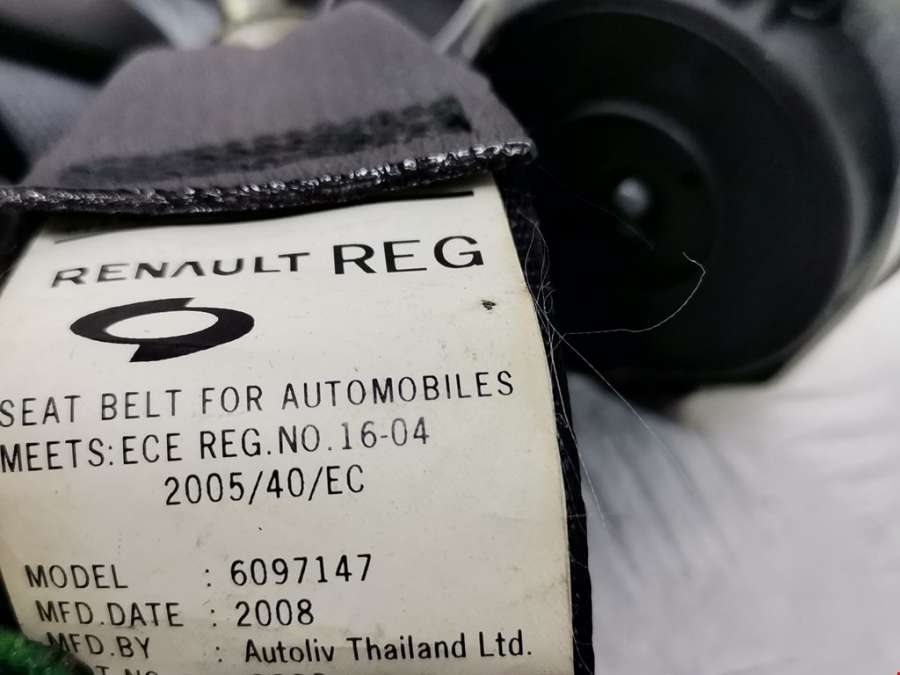 RENAULT REG
SEAT BELT FOR AUTOMOBILES
MEETS:ECE REG.NO.16-04
2005/40/EC
MODEL : 6097147
MFD.DATE : 2008
MFD.BY : Autoliv Thailand Ltd.